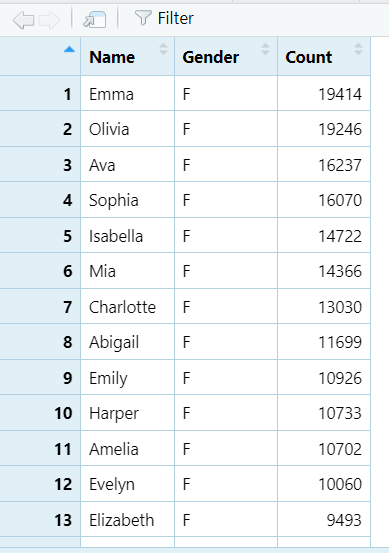 Filter
Name Gender Count
1 Emma F 19414
2 Olivia F 19246
3 Ava F 16237
4 Sophia F 16070
5 Isabella F 14722
6 Mia F 14366
7 Charlotte F 13030
8 Abigail F 11699
9 Emily F 10926
10 Harper F 10733
11 Amelia F 10702
12 Evelyn F 10060
13 Elizabeth F 9493